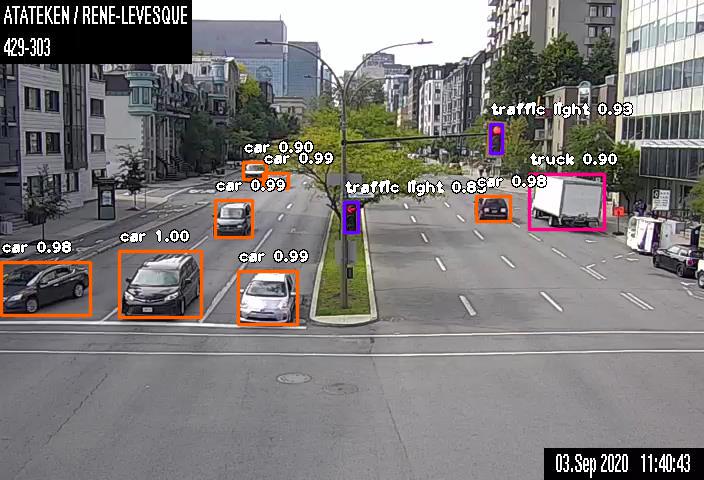 ATATEKEN / RENE-LEVESQUE
429-303
traffic light 0.93
car 0.90
car 0.99
truck 0.90
car 0.99
traffic light 0.89
car 0.98
car 1.00
car 0.98
car 0.99
03.Sep 2020 11:40:43